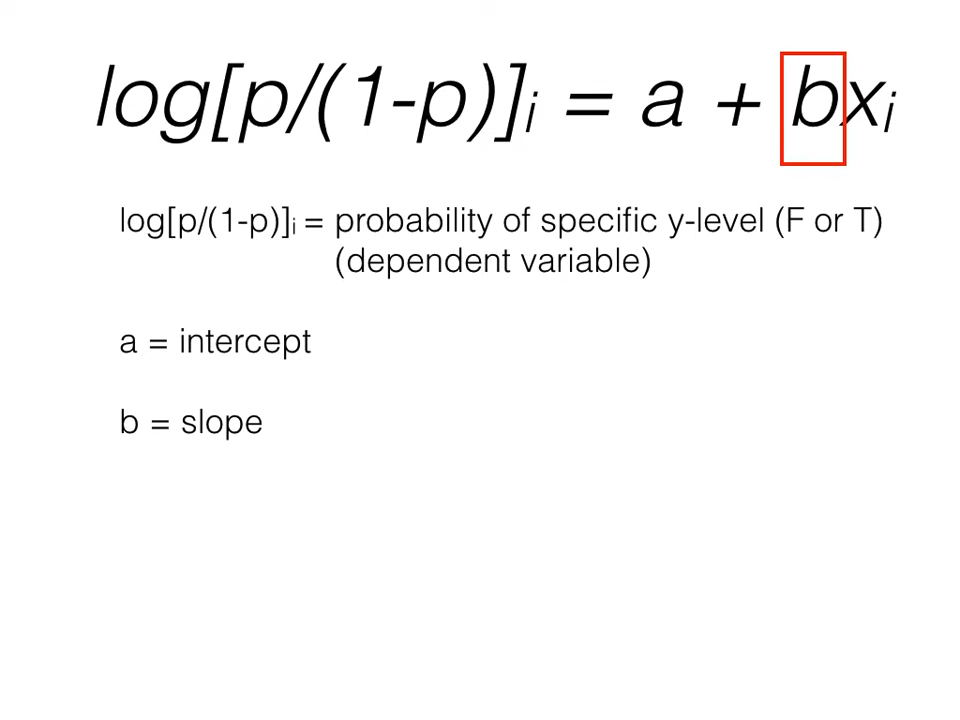 log[p/(1-p)]i = a + bxi
log[p/(1-p)]i = probability of specific y-level (F or T)
(dependent variable)
a = intercept
b = slope